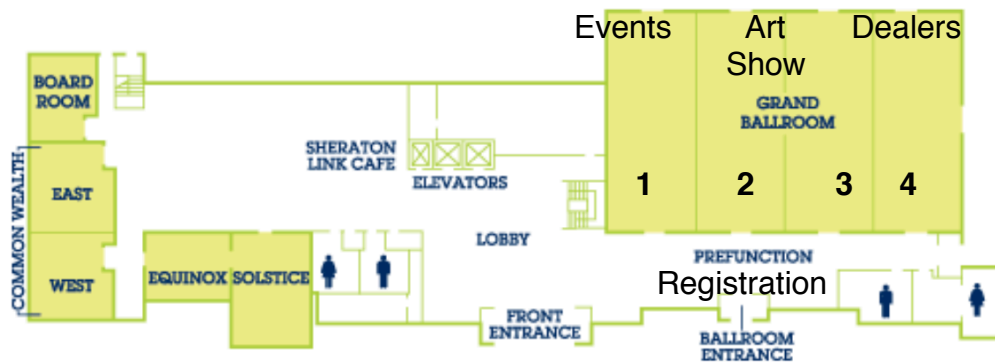 Events
Art
Show
Dealers
BOARD
ROOM
GRAND
BALLROOM
SHERATON
LINK CAFE
ELEVATORS
COMMON WEALTH
EAST
1
2
3
4
LOBBY
PREFUNCTION
WEST
EQUINOX
SOLSTICE
Registration
FRONT
ENTRANCE
BALLROOM
ENTRANCE